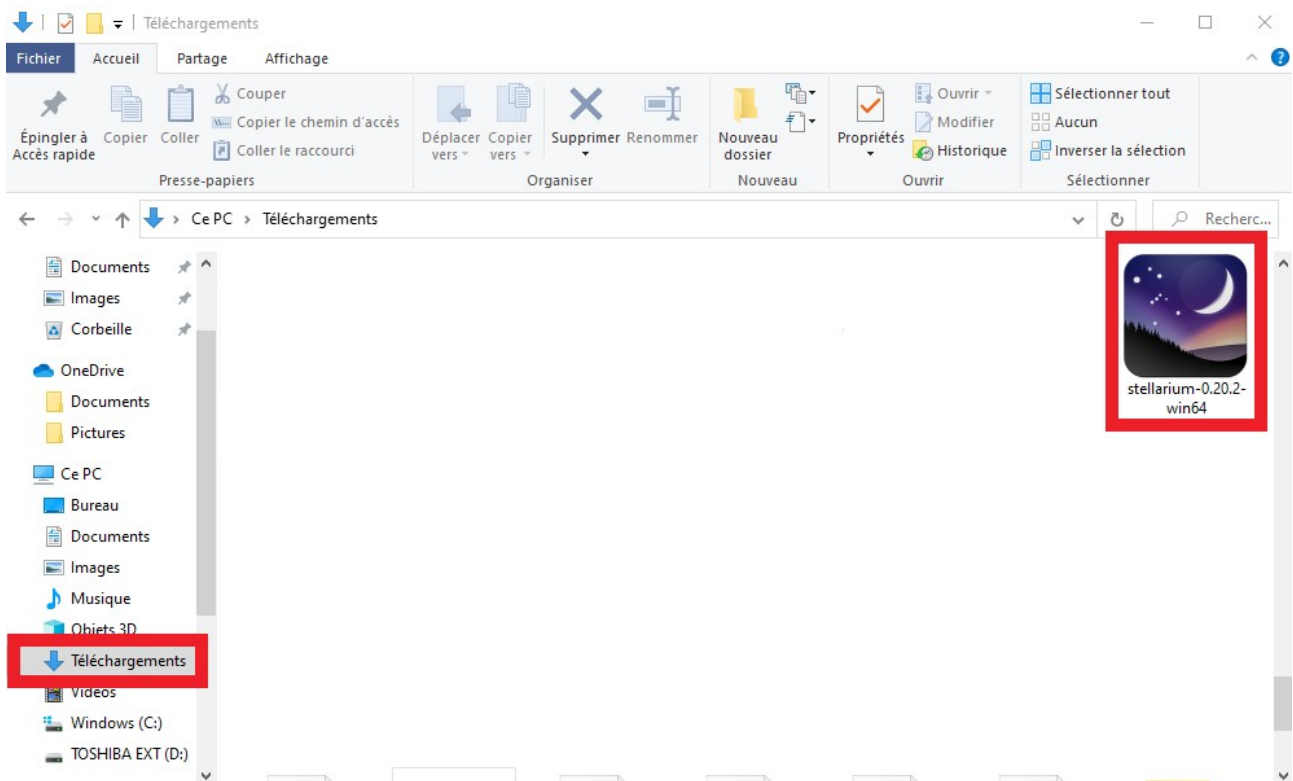 Téléchargements
Fichier Accueil Partage Affichage
Épingler à
Accès rapide
Copier
Coller
Couper
Copier le chemin d'accès
Coller le raccourci
Presse-papiers
Déplacer
vers
Copier
vers
Supprimer
Renommer
Organiser
Nouveau
dossier
Nouveau
Propriétés
Ouvrir
Modifier
Historique
Ouvrir
Sélectionner tout
Aucun
Inverser la sélection
Sélectionner
Ce PC > Téléchargements
Recherc...
Documents
Images
Corbeille
OneDrive
Documents
Pictures
Ce PC
Bureau
Documents
Images
Musique
Objets 3D
Téléchargements
Vidéos
Windows (C:)
TOSHIBA EXT (D:)
stellarium-0.20.2-
win64